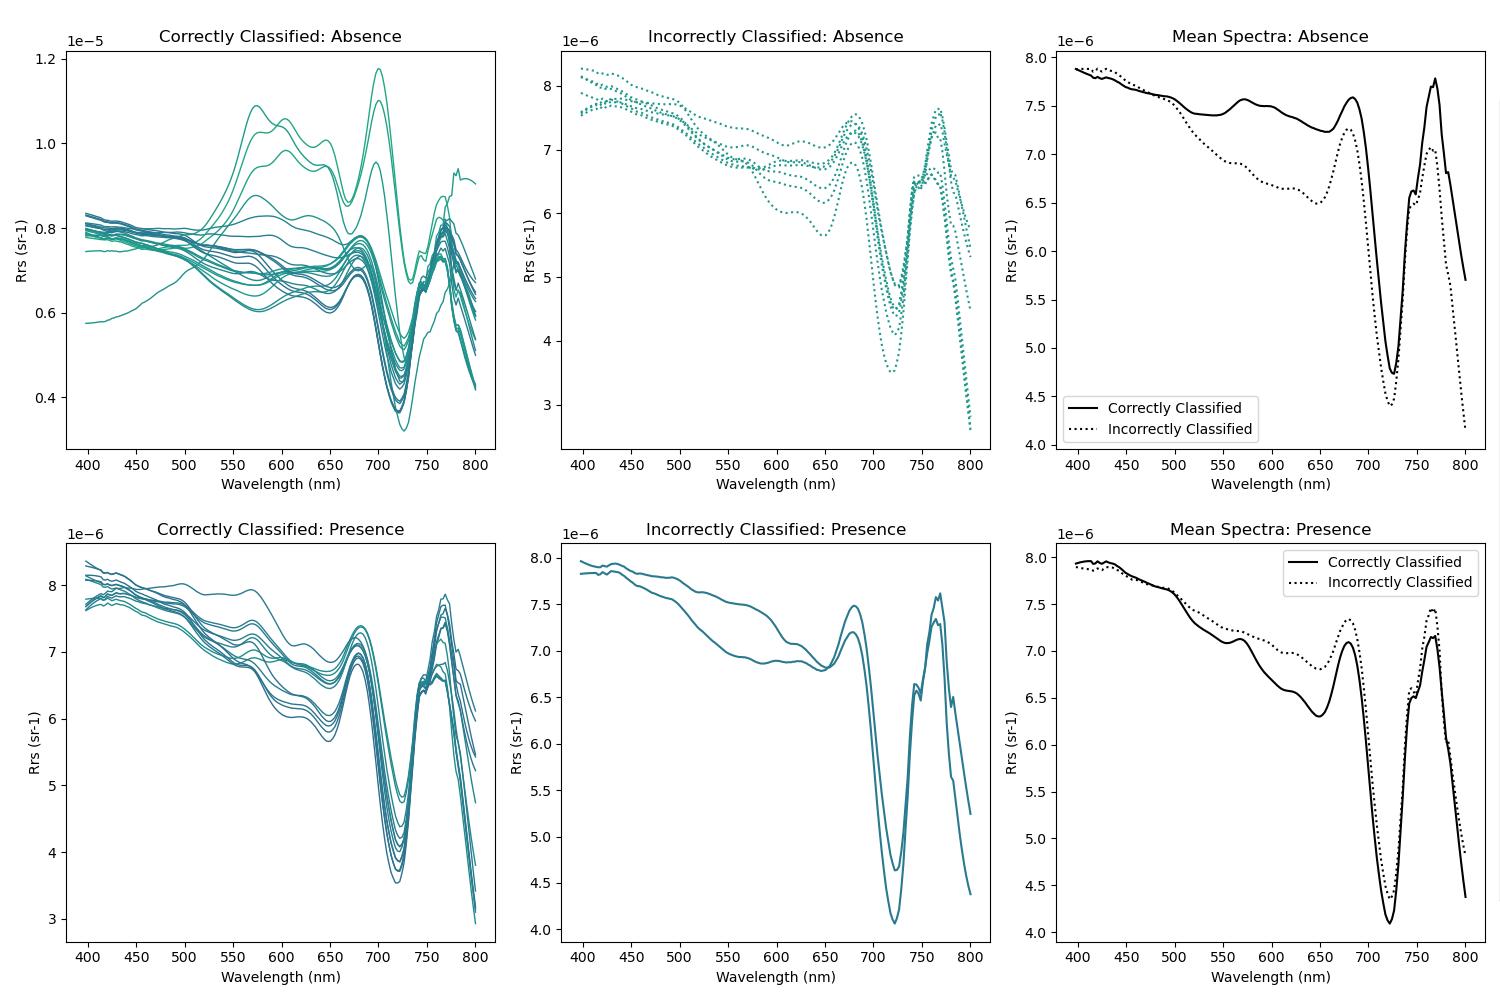 Correctly Classified: Absence
1e−5
1.2
1.0
0.8
0.6
0.4
Rrs (sr-1)
400 450 500 550 600 650 700 750 800
Wavelength (nm)
Incorrectly Classified: Absence
1e−6
8
7
6
5
4
3
Rrs (sr-1)
400 450 500 550 600 650 700 750 800
Wavelength (nm)
Mean Spectra: Absence
1e−6
8.0
7.5
7.0
6.5
6.0
5.5
5.0
4.5
4.0
Rrs (sr-1)
Correctly Classified
Incorrectly Classified
400 450 500 550 600 650 700 750 800
Wavelength (nm)
Correctly Classified: Presence
1e−6
8
7
6
5
4
3
Rrs (sr-1)
400 450 500 550 600 650 700 750 800
Wavelength (nm)
Incorrectly Classified: Presence
1e−6
8.0
7.5
7.0
6.5
6.0
5.5
5.0
4.5
4.0
Rrs (sr-1)
400 450 500 550 600 650 700 750 800
Wavelength (nm)
Mean Spectra: Presence
1e−6
Correctly Classified
Incorrectly Classified
8.0
7.5
7.0
6.5
6.0
5.5
5.0
4.5
4.0
Rrs (sr-1)
400 450 500 550 600 650 700 750 800
Wavelength (nm)